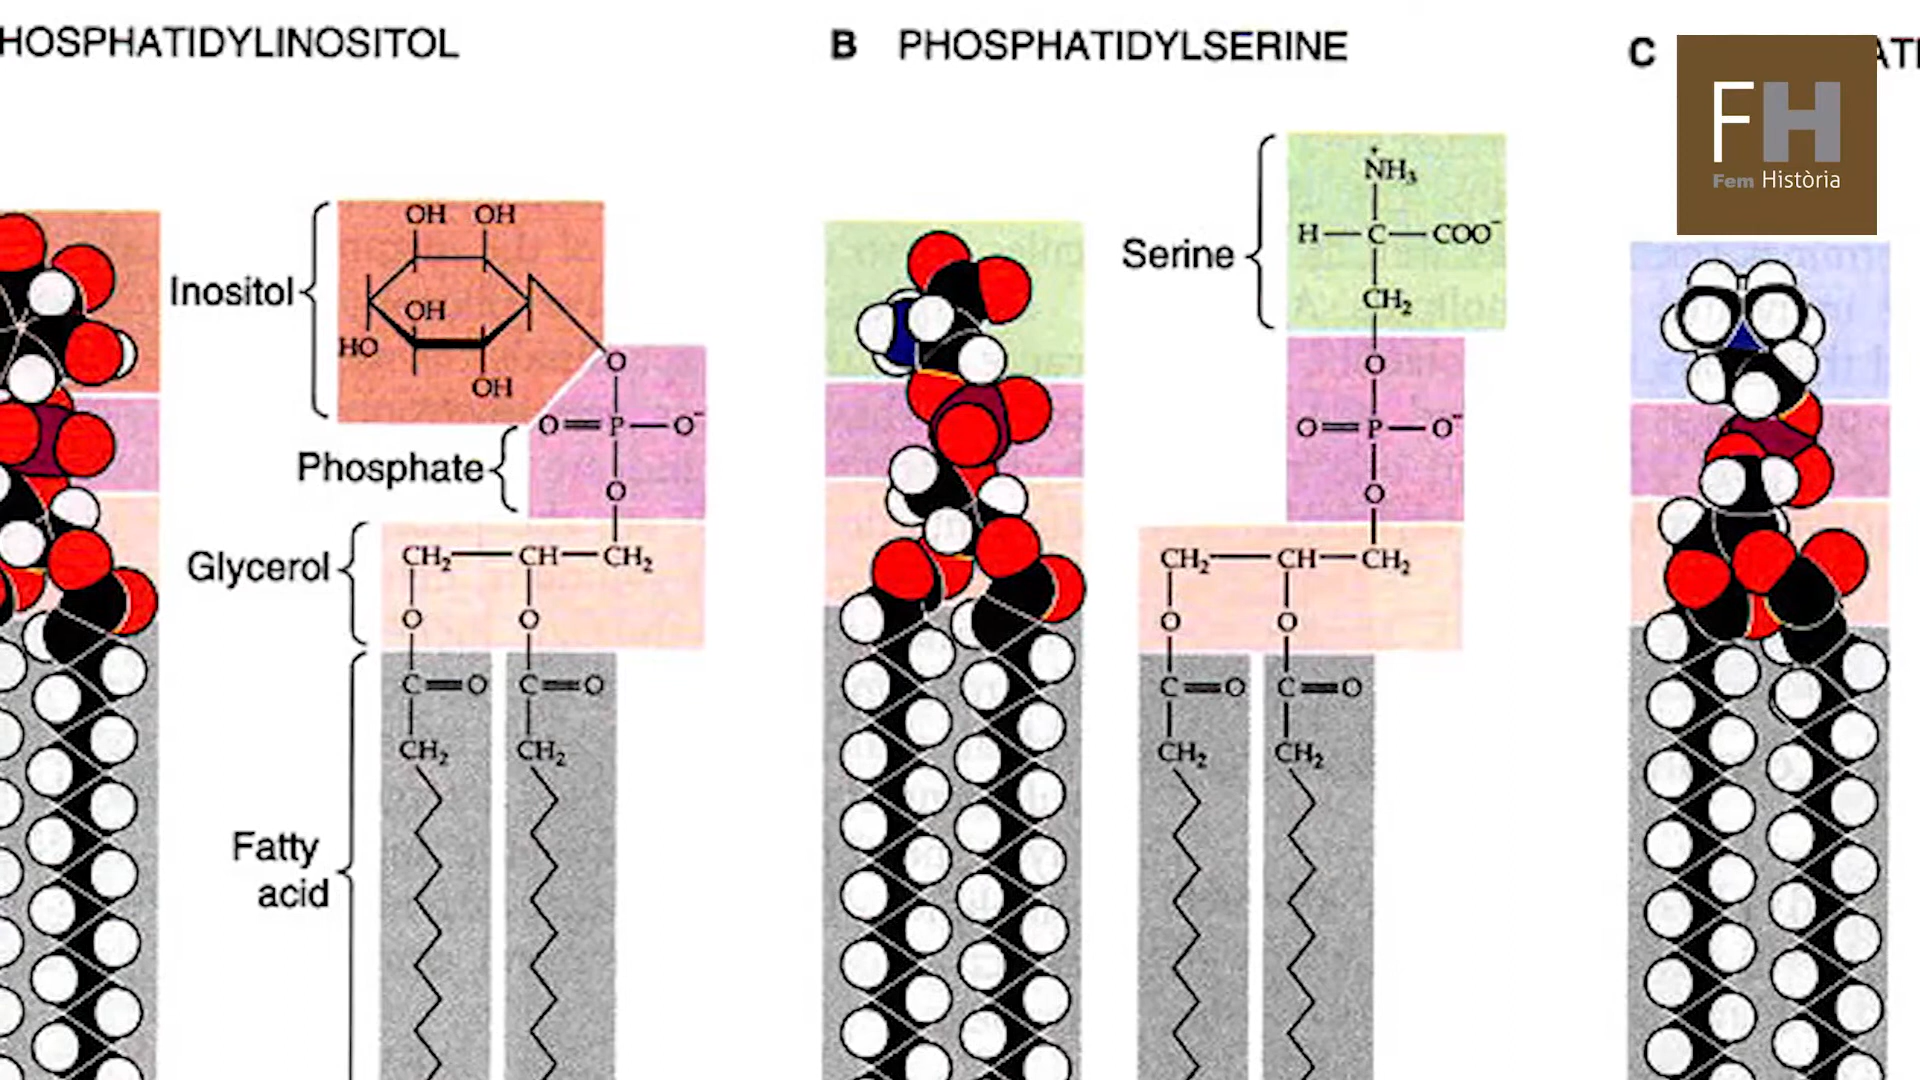 HOSPHATIDYLINOSITOL
Inositol
OH OH
OH
HO
OH
O
O=P—O⁻
O
Phosphate
Glycerol
CH₂—CH—CH₂
O O
C=O C=O
CH₂ CH₂
Fatty
acid
B PHOSPHATIDYLSERINE
Serine
⁺NH₃
H—C—COO⁻
CH₂
O
O=P—O⁻
O
CH₂—CH—CH₂
O O
C=O C=O
CH₂ CH₂
C
ATI
FH
Fem Història